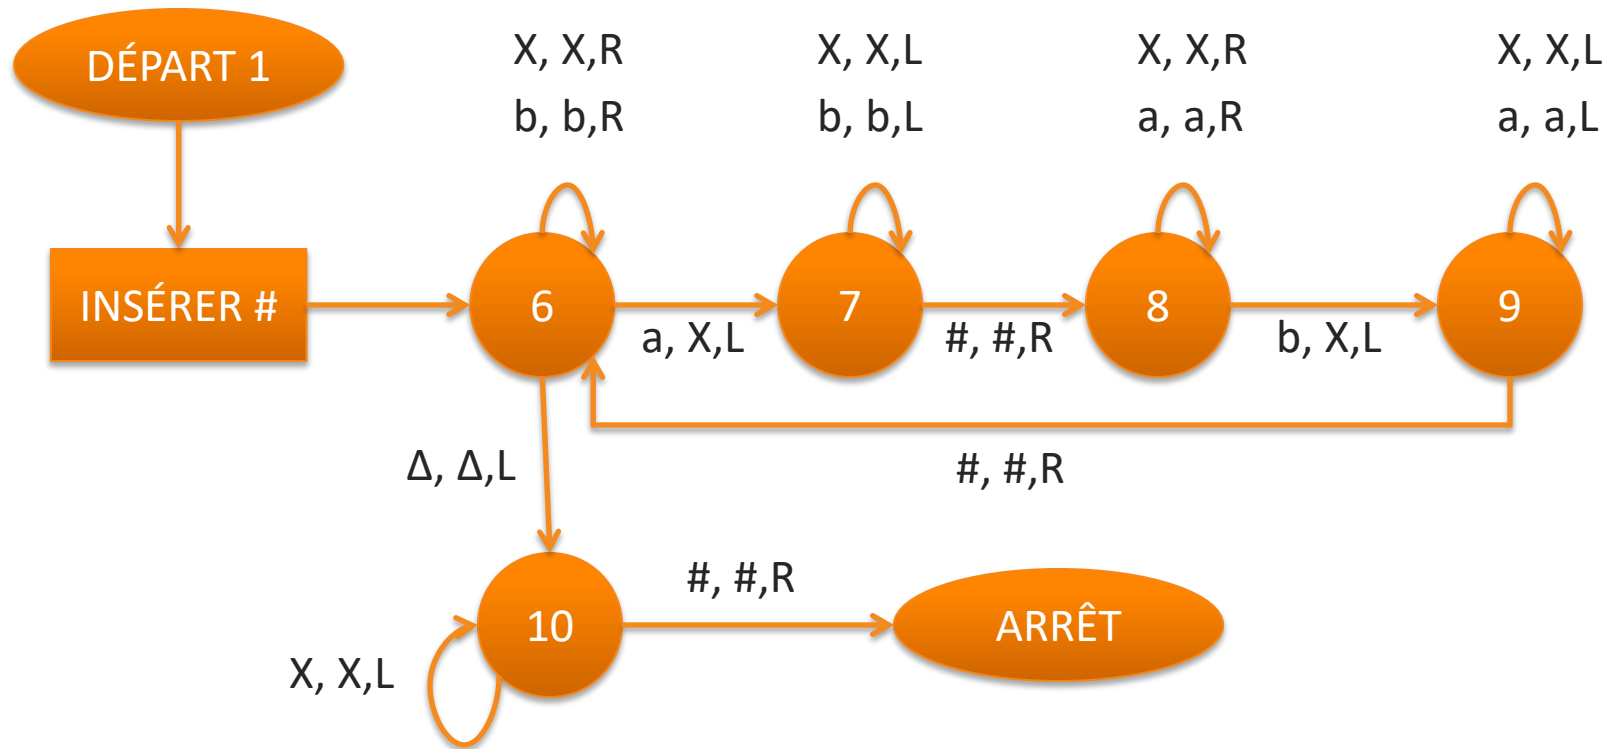 DÉPART 1
X, X,R
b, b,R
X, X,L
b, b,L
X, X,R
a, a,R
X, X,L
a, a,L
INSÉRER #
6
a, X,L
7
#, #,R
8
b, X,L
9
Δ, Δ,L
#, #,R
10
#, #,R
ARRÊT
X, X,L